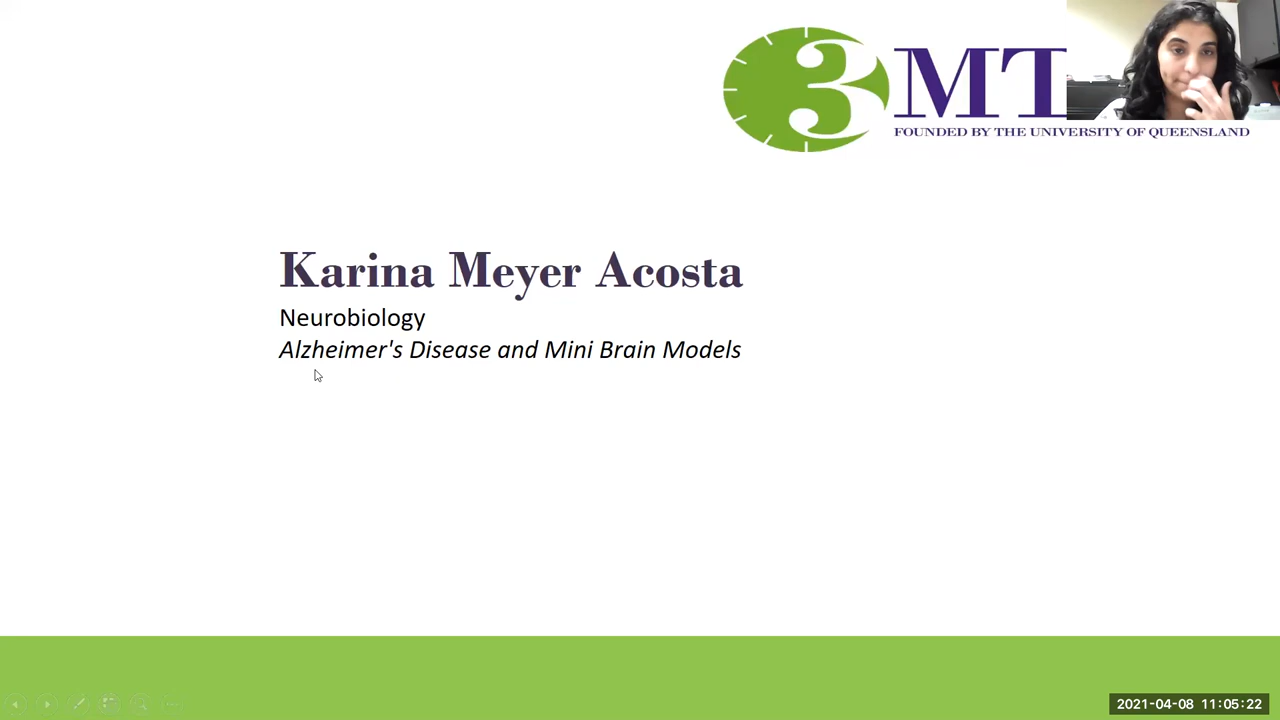 3MT
FOUNDED BY THE UNIVERSITY OF QUEENSLAND
Karina Meyer Acosta
Neurobiology
Alzheimer's Disease and Mini Brain Models
2021-04-08 11:05:22